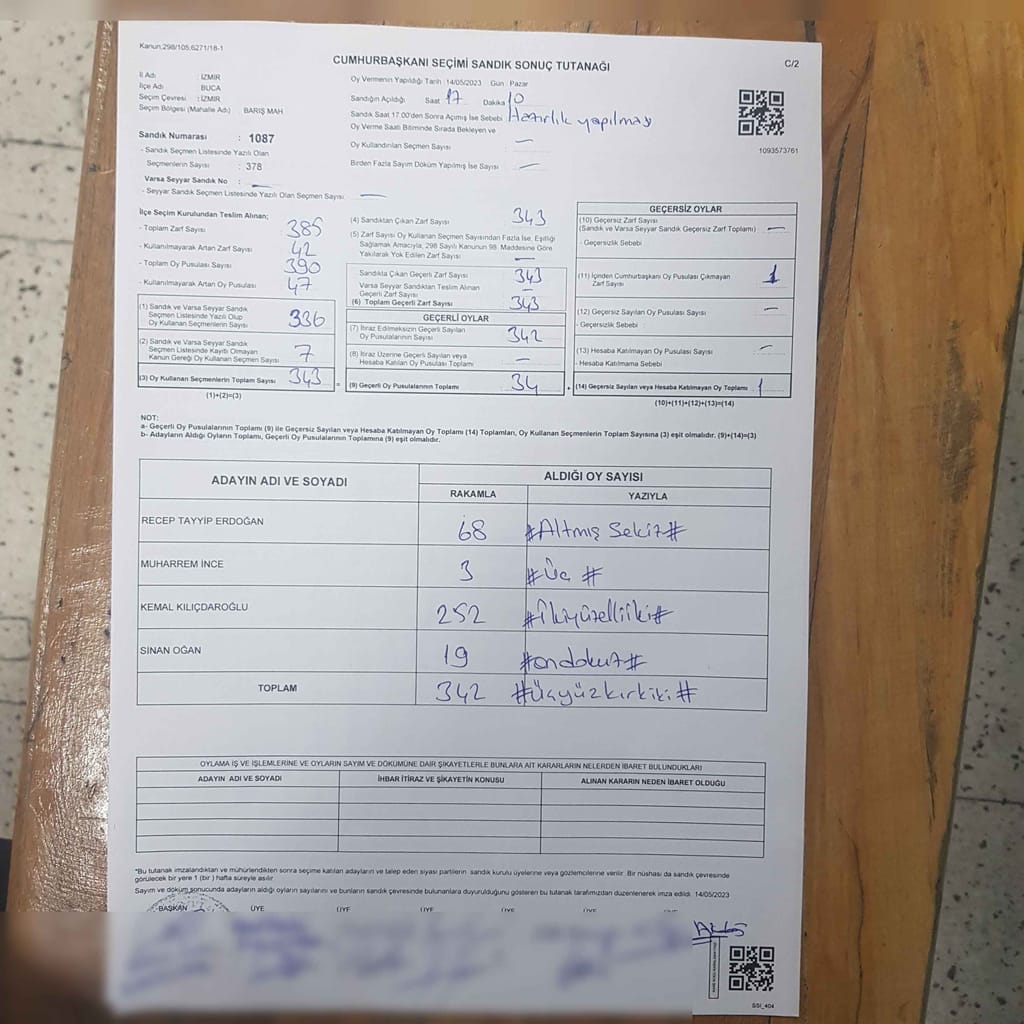 Kanun;298/105,6271/18-1
CUMHURBAŞKANI SEÇİMİ SANDIK SONUÇ TUTANAĞI
C/2
İl Adı : İZMİR
İlçe Adı : BUCA
Seçim Çevresi : İZMİR
Seçim Bölgesi (Mahalle Adı) : BARIŞ MAH
Oy Vermenin Yapıldığı Tarih :14/05/2023 Gün : Pazar
Sandığın Açıldığı Saat 17 Dakika 10
Sandık Saat 17.00'den Sonra Açımış İse Sebebi Hazırlık yapılması
Oy Verme Saati Bitiminde Sırada Bekleyen ve
Oy Kullandırılan Seçmen Sayısı —
Birden Fazla Sayım Döküm Yapılmış İse Sayısı —
1093573761
Sandık Numarası : 1087
- Sandık Seçmen Listesinde Yazılı Olan
Seçmenlerin Sayısı : 378
Varsa Seyyar Sandık No : —
- Seyyar Sandık Seçmen Listesinde Yazılı Olan Seçmen Sayısı: —
İlçe Seçim Kurulundan Teslim Alınan;
- Toplam Zarf Sayısı 385
- Kullanılmayarak Artan Zarf Sayısı 42
- Toplam Oy Pusulası Sayısı 390
- Kullanılmayarak Artan Oy Pusulası 47
(1) Sandık ve Varsa Seyyar Sandık
Seçmen Listesinde Yazılı Olup
Oy Kullanan Seçmenlerin Sayısı 336
(2) Sandık ve Varsa Seyyar Sandık
Seçmen Listesinde Kayıtlı Olmayan
Kanun Gereği Oy Kullanan Seçmen Sayısı 7
(3) Oy Kullanan Seçmenlerin Toplam Sayısı 343 =
(1)+(2)=(3)
(4) Sandıktan Çıkan Zarf Sayısı 343
(5) Zarf Sayısı Oy Kullanan Seçmen Sayısından Fazla İse, Eşitliği
Sağlamak Amacıyla, 298 Sayılı Kanunun 98. Maddesine Göre
Yakılarak Yok Edilen Zarf Sayısı —
Sandıkta Çıkan Geçerli Zarf Sayısı 343
Varsa Seyyar Sandıktan Teslim Alınan
Geçerli Zarf Sayısı —
(6) Toplam Geçerli Zarf Sayısı 343
GEÇERLİ OYLAR
(7) İtiraz Edilmeksizin Geçerli Sayılan
Oy Pusulalarının Sayısı 342
(8) İtiraz Üzerine Geçerli Sayılan veya
Hesaba Katılan Oy Pusulaları Toplamı —
(9) Geçerli Oy Pusulalarının Toplamı 34 +
GEÇERSİZ OYLAR
(10) Geçersiz Zarf Sayısı
(Sandık ve Varsa Seyyar Sandık Geçersiz Zarf Toplamı) —
- Geçersizlik Sebebi
(11) İçinden Cumhurbaşkanı Oy Pusulası Çıkmayan
Zarf Sayısı 1
(12) Geçersiz Sayılan Oy Pusulası Sayısı —
- Geçersizlik Sebebi
(13) Hesaba Katılmayan Oy Pusulası Sayısı —
- Hesaba Katılmama Sebebi
(14) Geçersiz Sayılan veya Hesaba Katılmayan Oy Toplamı 1
(10)+(11)+(12)+(13)=(14)
NOT:
a- Geçerli Oy Pusulalarının Toplamı (9) ile Geçersiz Sayılan veya Hesaba Katılmayan Oy Toplamı (14) Toplamları, Oy Kullanan Seçmenlerin Toplam Sayısına (3) eşit olmalıdır. (9)+(14)=(3)
b- Adayların Aldığı Oyların Toplamı, Geçerli Oy Pusulalarının Toplamına (9) eşit olmalıdır.
ADAYIN ADI VE SOYADI
ALDIĞI OY SAYISI
RAKAMLA YAZIYLA
RECEP TAYYİP ERDOĞAN 68 #Altmış Sekiz#
MUHARREM İNCE 3 #Üç #
KEMAL KILIÇDAROĞLU 252 #İkiyüzelliiki#
SİNAN OĞAN 19 #ondokuz#
TOPLAM 342 #Üçyüzkırkiki#
OYLAMA İŞ VE İŞLEMLERİNE VE OYLARIN SAYIM VE DÖKÜMÜNE DAİR ŞİKAYETLERLE BUNLARA AİT KARARLARIN NELERDEN İBARET BULUNDUKLARI
ADAYIN ADI VE SOYADI İHBAR İTİRAZ VE ŞİKAYETİN KONUSU ALINAN KARARIN NEDEN İBARET OLDUĞU
*Bu tutanak imzalandıktan ve mühürlendikten sonra seçime katılan adayların ve talep eden siyasi partilerin sandık kurulu üyelerine veya gözlemcilerine verilir. Bir nüshası da sandık çevresinde
görülecek bir yere 1 (bir ) hafta süreyle asılır.
Sayım ve döküm sonucunda adayların aldığı oyların sayılarını ve bunların sandık çevresinde bulunanlara duyurulduğunu gösteren bu tutanak tarafımızdan düzenlenerek imza edildi. 14/05/2023
BAŞKAN ÜYE ÜYE ÜYE ÜYE ÜYE ÜYE
SSI_404